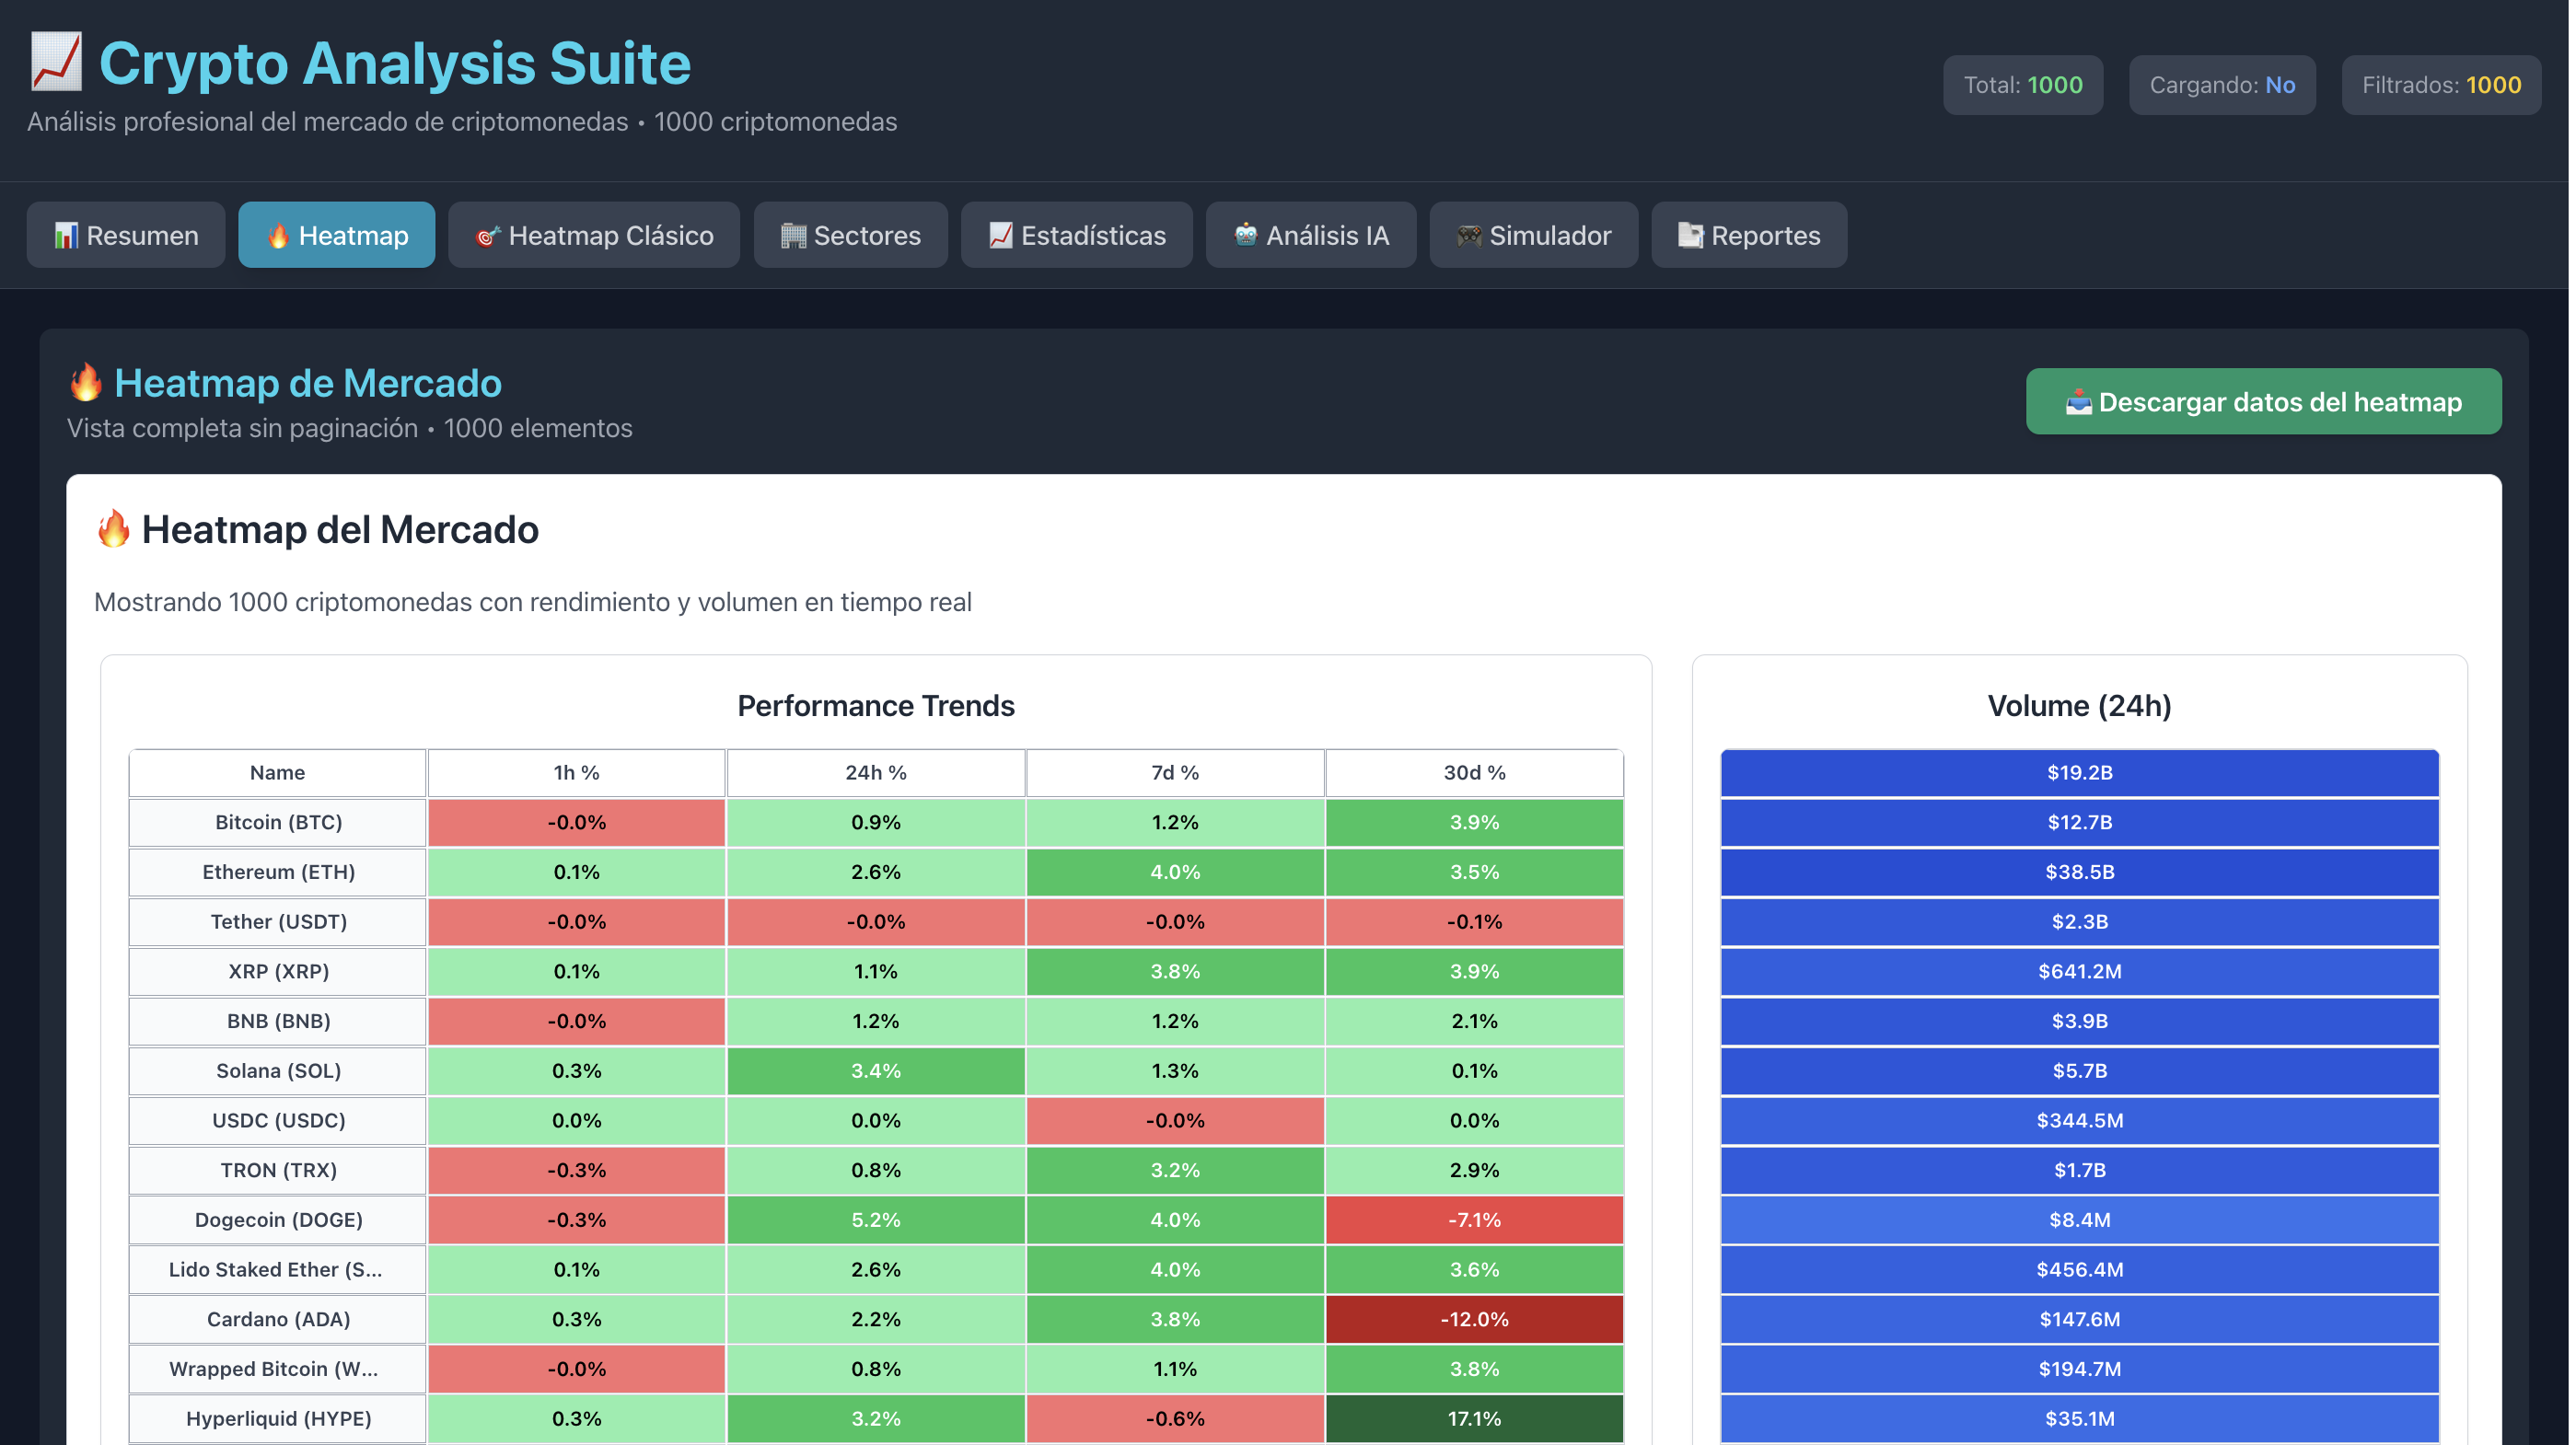 Crypto Analysis Suite
Análisis profesional del mercado de criptomonedas • 1000 criptomonedas
Total: 1000 Cargando: No Filtrados: 1000
Resumen Heatmap Heatmap Clásico Sectores Estadísticas Análisis IA Simulador Reportes
Heatmap de Mercado
Vista completa sin paginación • 1000 elementos
Descargar datos del heatmap
Heatmap del Mercado
Mostrando 1000 criptomonedas con rendimiento y volumen en tiempo real
Performance Trends
Name 1h % 24h % 7d % 30d %
Bitcoin (BTC) -0.0% 0.9% 1.2% 3.9%
Ethereum (ETH) 0.1% 2.6% 4.0% 3.5%
Tether (USDT) -0.0% -0.0% -0.0% -0.1%
XRP (XRP) 0.1% 1.1% 3.8% 3.9%
BNB (BNB) -0.0% 1.2% 1.2% 2.1%
Solana (SOL) 0.3% 3.4% 1.3% 0.1%
USDC (USDC) 0.0% 0.0% -0.0% 0.0%
TRON (TRX) -0.3% 0.8% 3.2% 2.9%
Dogecoin (DOGE) -0.3% 5.2% 4.0% -7.1%
Lido Staked Ether (S... 0.1% 2.6% 4.0% 3.6%
Cardano (ADA) 0.3% 2.2% 3.8% -12.0%
Wrapped Bitcoin (W... -0.0% 0.8% 1.1% 3.8%
Hyperliquid (HYPE) 0.3% 3.2% -0.6% 17.1%
Volume (24h)
$19.2B
$12.7B
$38.5B
$2.3B
$641.2M
$3.9B
$5.7B
$344.5M
$1.7B
$8.4M
$456.4M
$147.6M
$194.7M
$35.1M